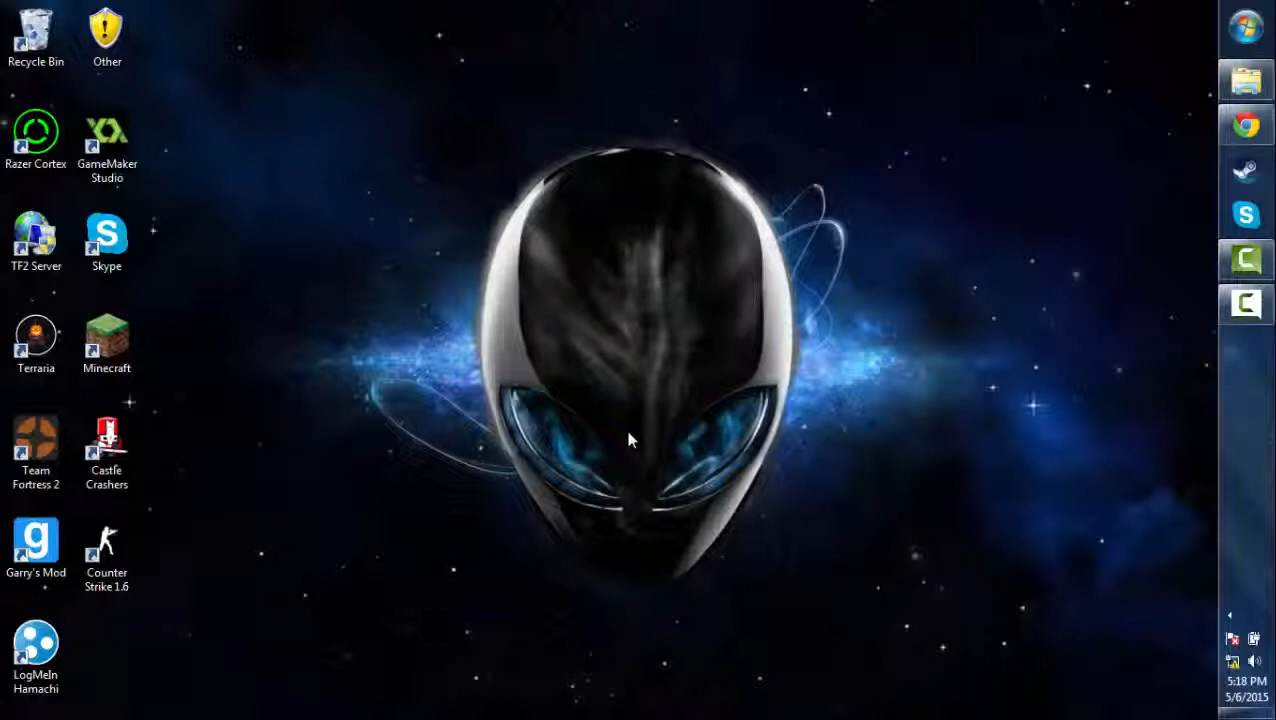 Recycle Bin
Other
Razer Cortex
GameMaker
Studio
TF2 Server
Skype
Terraria
Minecraft
Team
Fortress 2
Castle
Crashers
Garry's Mod
Counter
Strike 1.6
LogMeIn
Hamachi
5:18 PM
5/6/2015